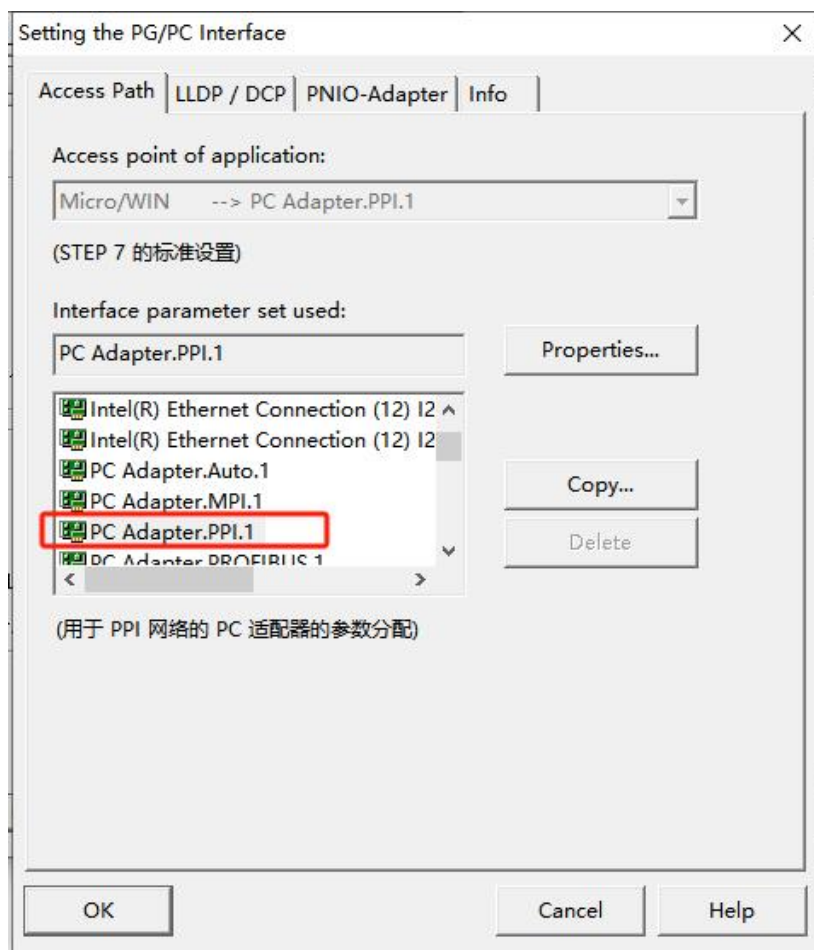 Setting the PG/PC Interface
Access Path LLDP / DCP PNIO-Adapter Info
Access point of application:
Micro/WIN --> PC Adapter.PPI.1
(STEP 7 的标准设置)
Interface parameter set used:
PC Adapter.PPI.1
Properties...
Intel(R) Ethernet Connection (12) I2
Intel(R) Ethernet Connection (12) I2
PC Adapter.Auto.1
PC Adapter.MPI.1
PC Adapter.PPI.1
PC Adapter.PROFIBUS.1
Copy...
Delete
(用于 PPI 网络的 PC 适配器的参数分配)
OK Cancel Help